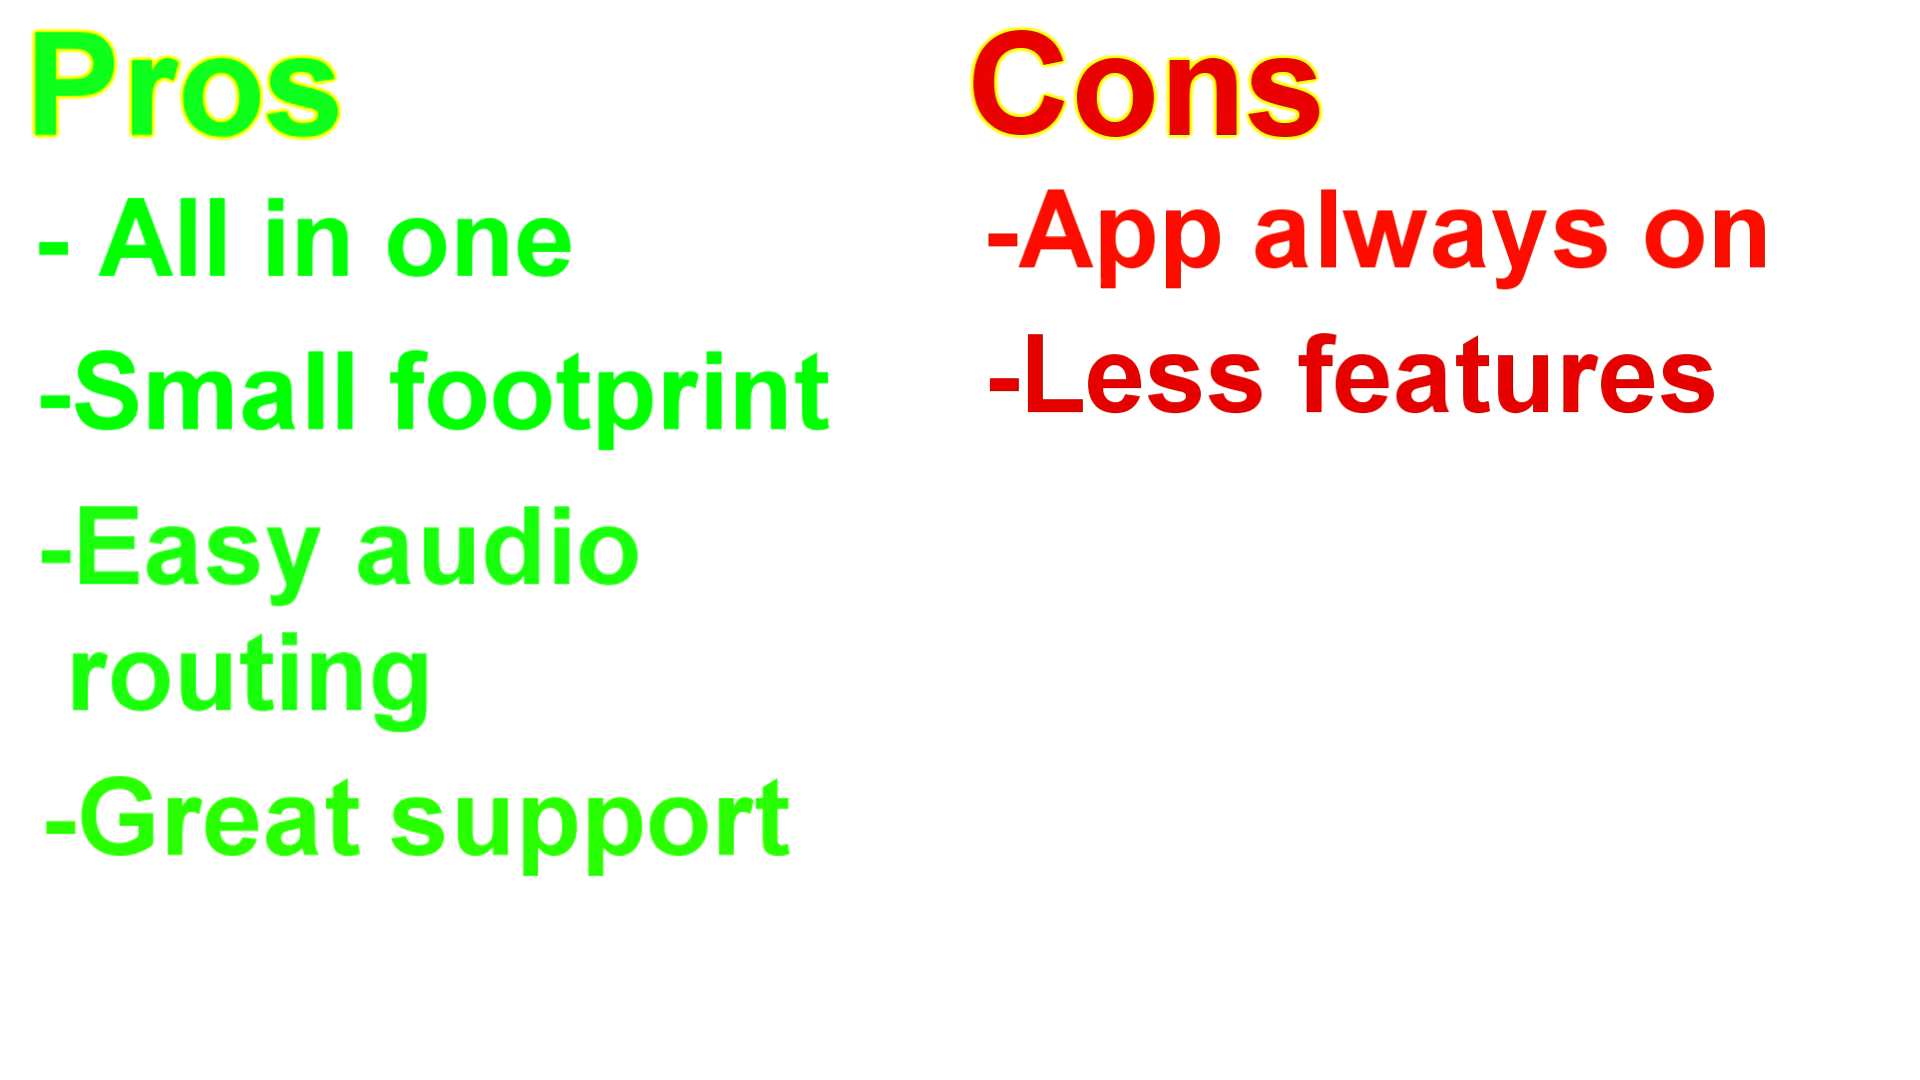 Pros
- All in one
-Small footprint
-Easy audio
routing
-Great support
Cons
-App always on
-Less features